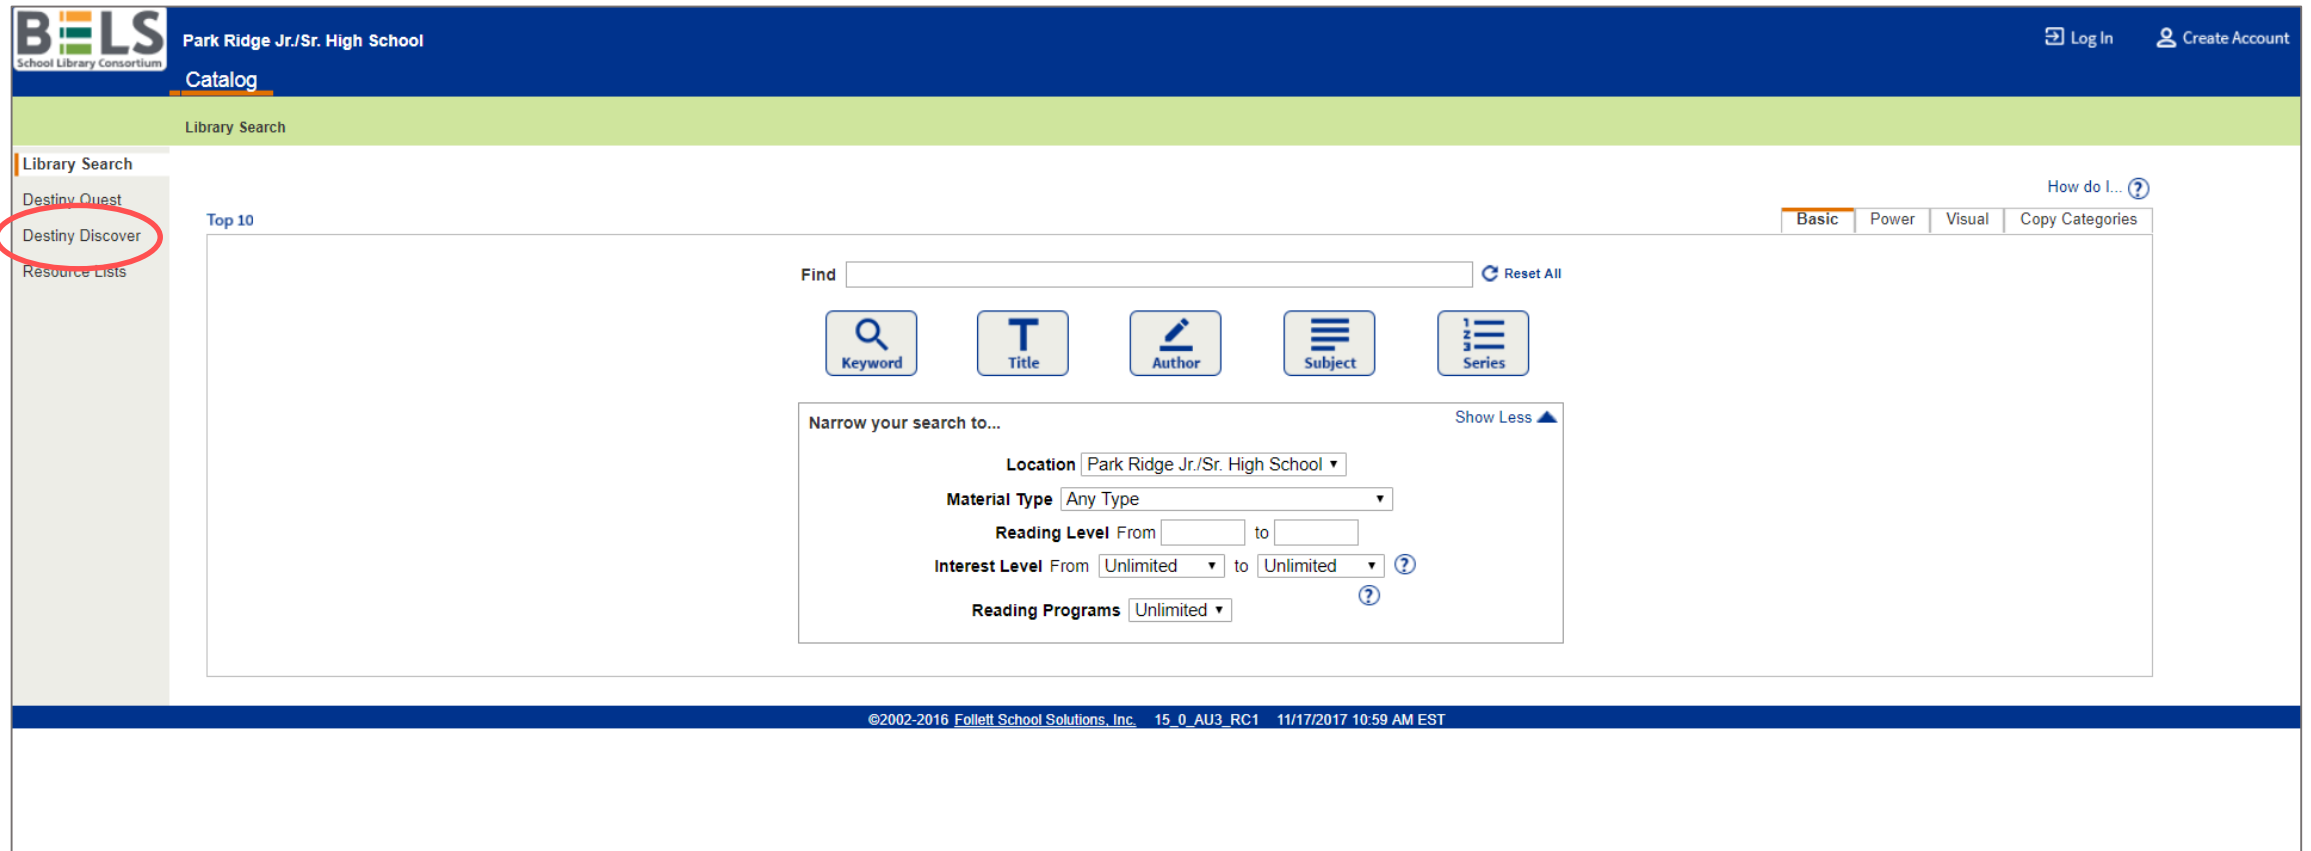 BELS
School Library Consortium
Park Ridge Jr./Sr. High School
Log In
Create Account
Catalog
Library Search
Library Search
Destiny Quest
Destiny Discover
Resource Lists
How do I... ?
Top 10
Basic Power Visual Copy Categories
Find
Reset All
Keyword Title Author Subject Series
Narrow your search to...
Show Less
Location Park Ridge Jr./Sr. High School
Material Type Any Type
Reading Level From to
Interest Level From Unlimited to Unlimited ?
?
Reading Programs Unlimited
©2002-2016 Follett School Solutions, Inc. 15_0_AU3_RC1 11/17/2017 10:59 AM EST